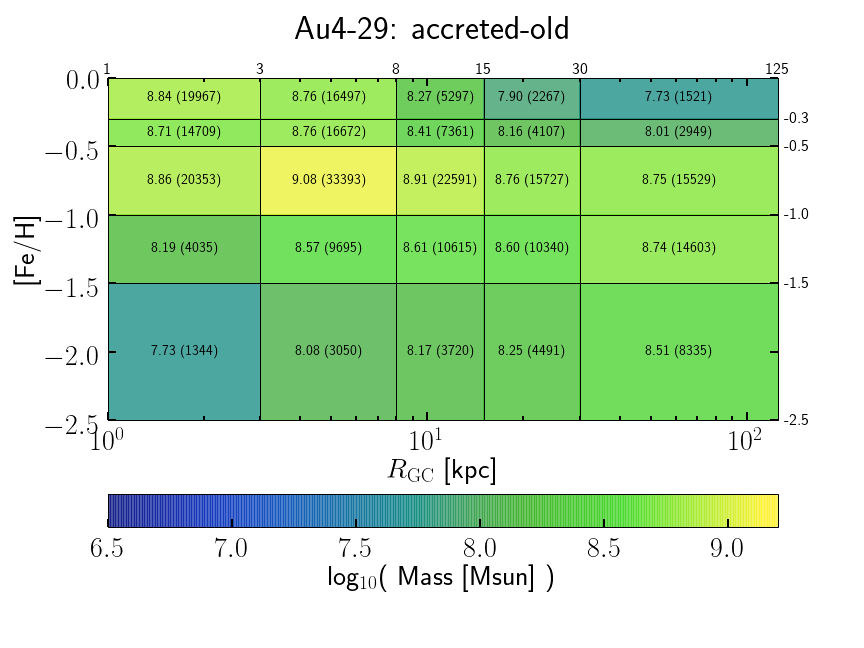 Au4-29: accreted-old
1 3 8 15 30 125
0.0
8.84 (19967) 8.76 (16497) 8.27 (5297) 7.90 (2267) 7.73 (1521)
-0.3
8.71 (14709) 8.76 (16672) 8.41 (7361) 8.16 (4107) 8.01 (2949)
−0.5 -0.5
8.86 (20353) 9.08 (33393) 8.91 (22591) 8.76 (15727) 8.75 (15529)
−1.0 -1.0
[Fe/H]
8.19 (4035) 8.57 (9695) 8.61 (10615) 8.60 (10340) 8.74 (14603)
−1.5 -1.5
−2.0 7.73 (1344) 8.08 (3050) 8.17 (3720) 8.25 (4491) 8.51 (8335)
−2.5 -2.5
10⁰ 10¹ 10²
R_GC [kpc]
6.5 7.0 7.5 8.0 8.5 9.0
log₁₀( Mass [Msun] )